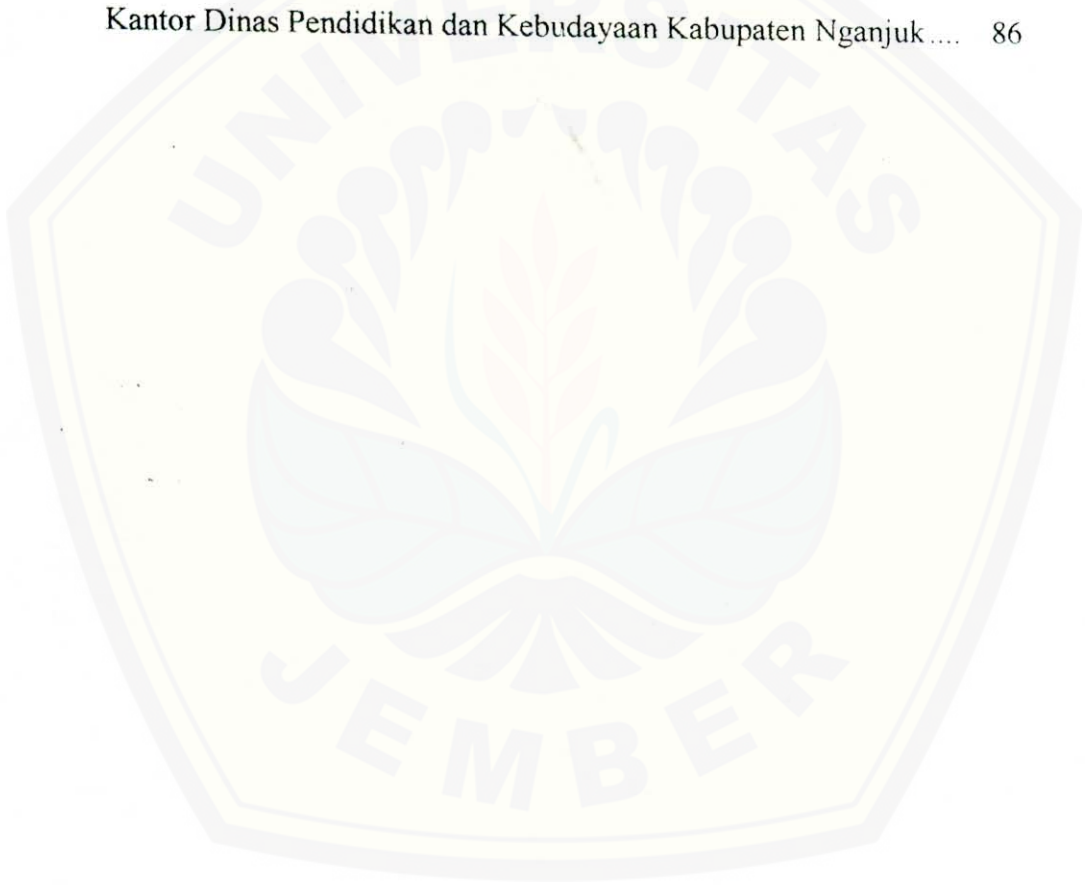 Kantor Dinas Pendidikan dan Kebudayaan Kabupaten Nganjuk .... 86
UNIVERSITAS
JEMBER